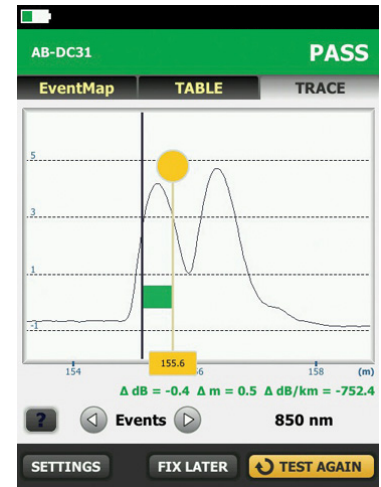 AB-DC31 PASS
EventMap TABLE TRACE
5
3
1
-1
154 155.6 6 158 (m)
Δ dB = -0.4 Δ m = 0.5 Δ dB/km = -752.4
? Events 850 nm
SETTINGS FIX LATER TEST AGAIN